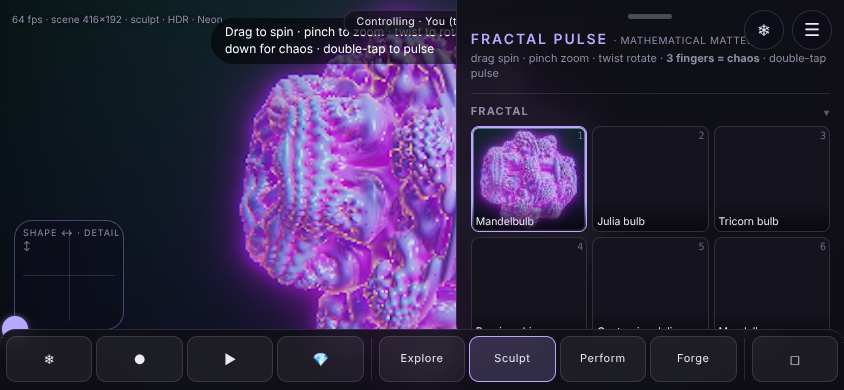 64 fps · scene 416×192 · sculpt · HDR · Neon
Controlling · You (t
Drag to spin · pinch to zoom · twist to rot
down for chaos · double-tap to pulse
FRACTAL PULSE · MATHEMATICAL MATTE
drag spin · pinch zoom · twist rotate · 3 fingers = chaos · double-tap
pulse
FRACTAL
1
Mandelbulb
2
Julia bulb
3
Tricorn bulb
4
5
6
SHAPE ↔ · DETAIL
↕
Explore
Sculpt
Perform
Forge